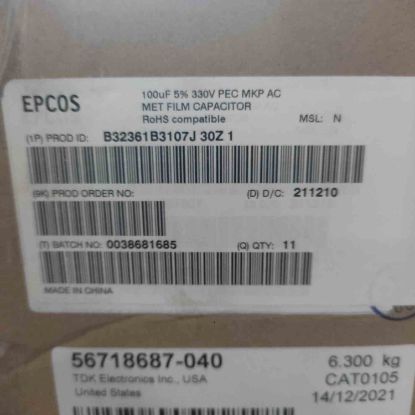 EPCOS
100uF 5% 330V PEC MKP AC
MET FILM CAPACITOR
RoHS compatible MSL: N
(1P) PROD ID: B32361B3107J 30Z 1
(9K) PROD ORDER NO: (D) D/C: 211210
(T) BATCH NO: 0038681685 (Q) QTY: 11
MADE IN CHINA
56718687-040 6.300 kg
TDK Electronics Inc., USA CAT0105
United States 14/12/2021